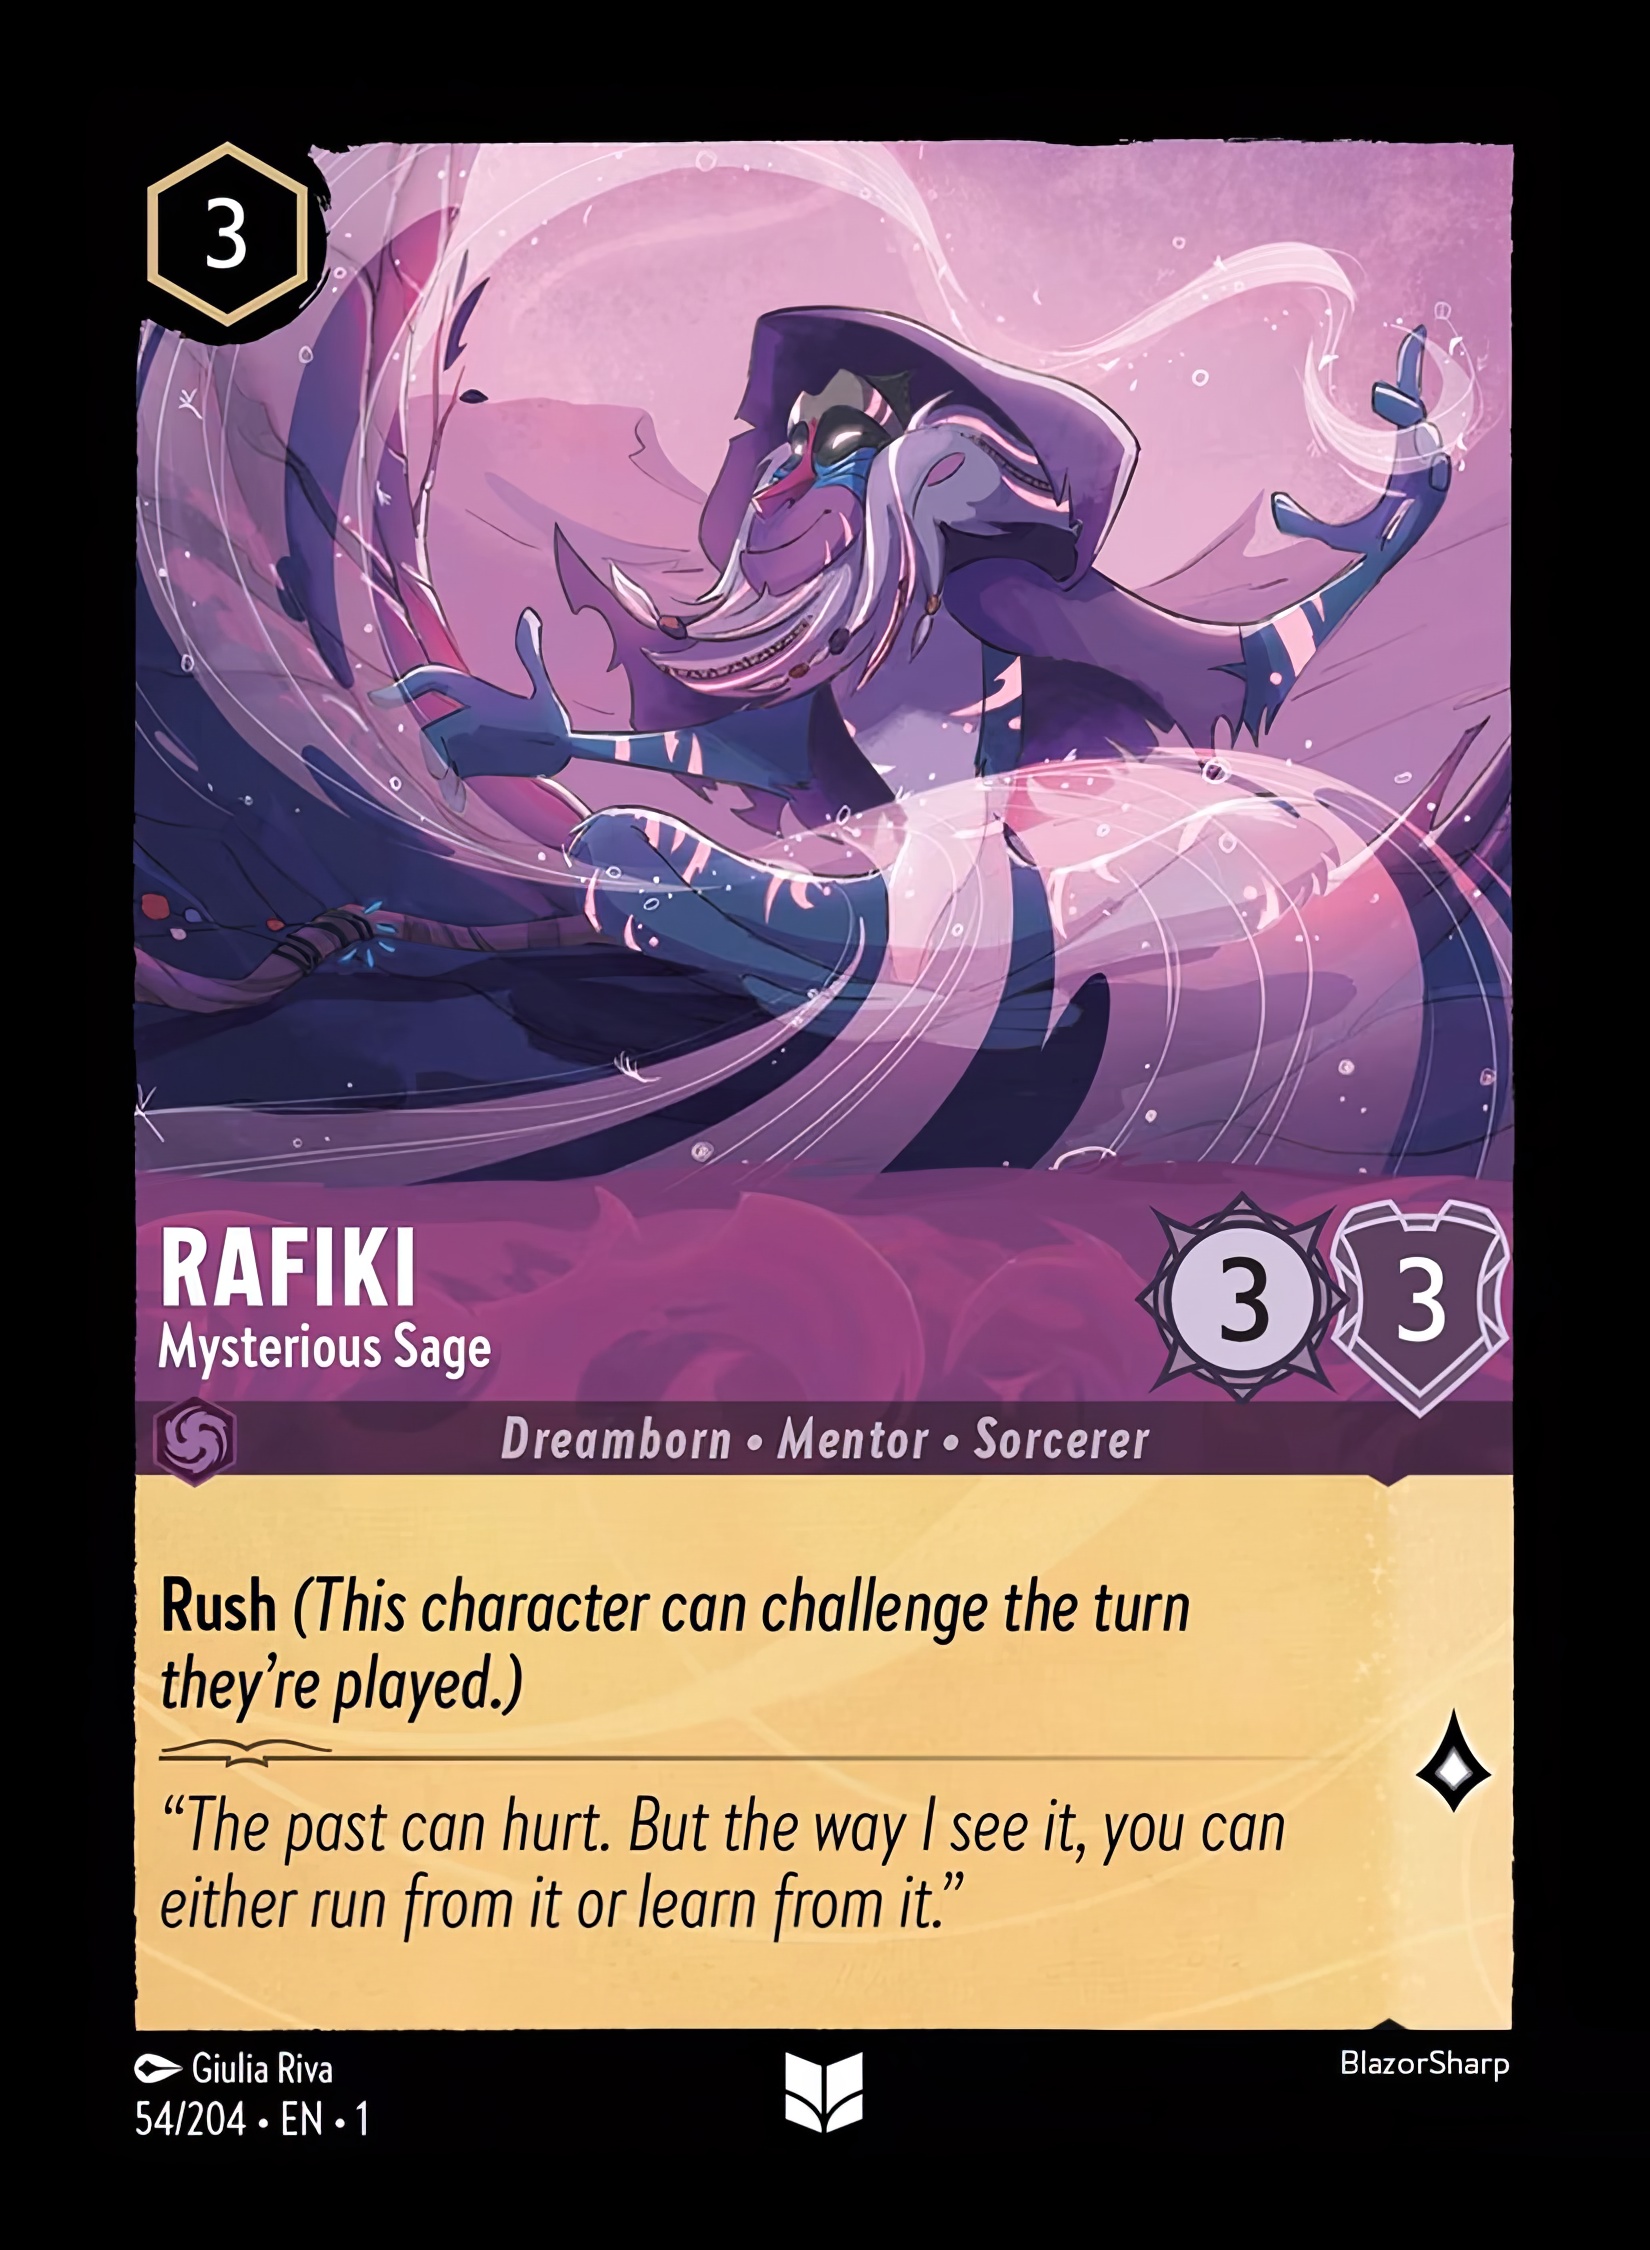 3
RAFIKI
Mysterious Sage
3 3
Dreamborn • Mentor • Sorcerer
Rush (This character can challenge the turn
they’re played.)
“The past can hurt. But the way I see it, you can
either run from it or learn from it.”
Giulia Riva
BlazorSharp
54/204 • EN • 1